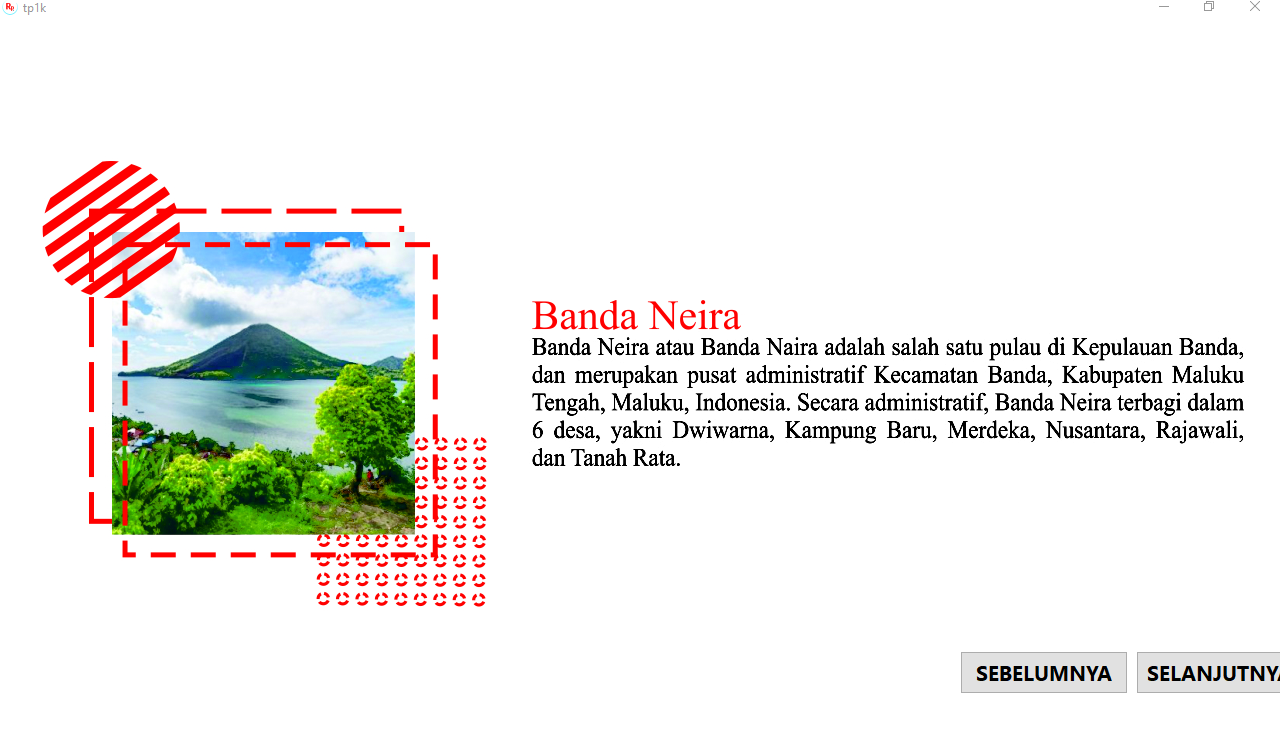 Rp tp1k
Banda Neira
Banda Neira atau Banda Naira adalah salah satu pulau di Kepulauan Banda,
dan merupakan pusat administratif Kecamatan Banda, Kabupaten Maluku
Tengah, Maluku, Indonesia. Secara administratif, Banda Neira terbagi dalam
6 desa, yakni Dwiwarna, Kampung Baru, Merdeka, Nusantara, Rajawali,
dan Tanah Rata.
SEBELUMNYA SELANJUTNYA